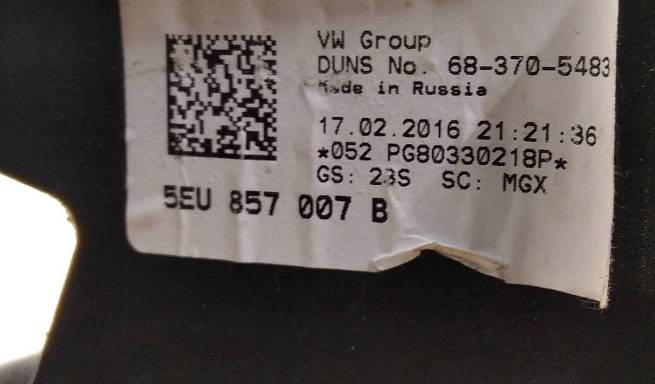 VW Group
DUNS No. 68-370-5483
Made in Russia
17.02.2016 21:21:36
*052 PG80330218P*
GS: 23S SC: MGX
5EU 857 007 B